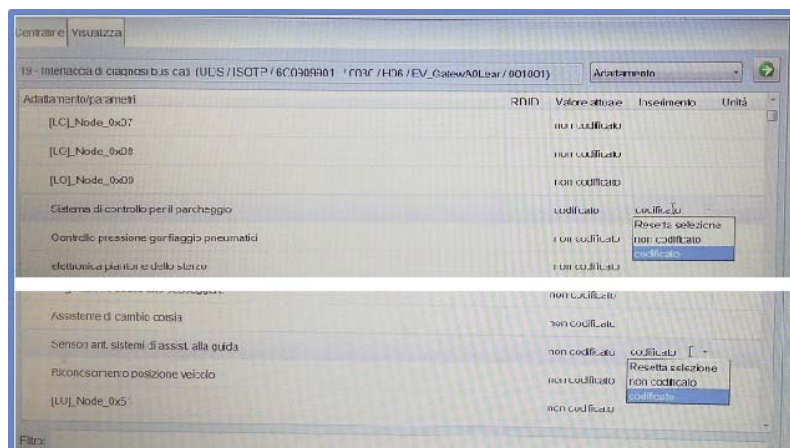 Centraline Visualizza
19 - Interfaccia di diagnosi bus dati (UDS / ISOTP / 6C0909901 / H06 / EV_GatewA0Lear / 001001) Adattamento
Adattamento/parametri RDID Valore attuale Inserimento Unità
[LO]_Node_0x07 non codificato
[LO]_Node_0x08 non codificato
[LO]_Node_0x09 non codificato
Sistema di controllo per il parcheggio codificato codificato
Resetta selezione
Controllo pressione gonfiaggio pneumatici non codificato non codificato
codificato
elettronica piantone dello sterzo non codificato
non codificato
Assistente di cambio corsia non codificato
Sensori ant. sistemi di assist. alla guida non codificato codificato
Resetta selezione
Riconoscimento posizione veicolo non codificato non codificato
codificato
[LO]_Node_0x5 non codificato
Filtro: